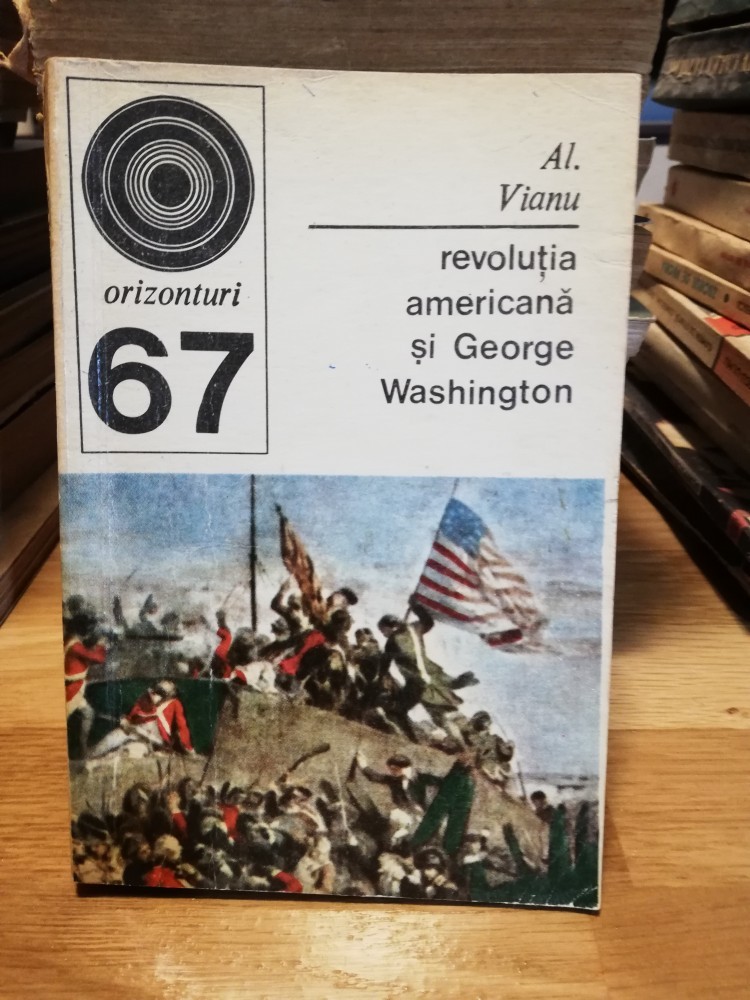 orizonturi
67
Al.
Vianu
revoluția
americană
și George
Washington